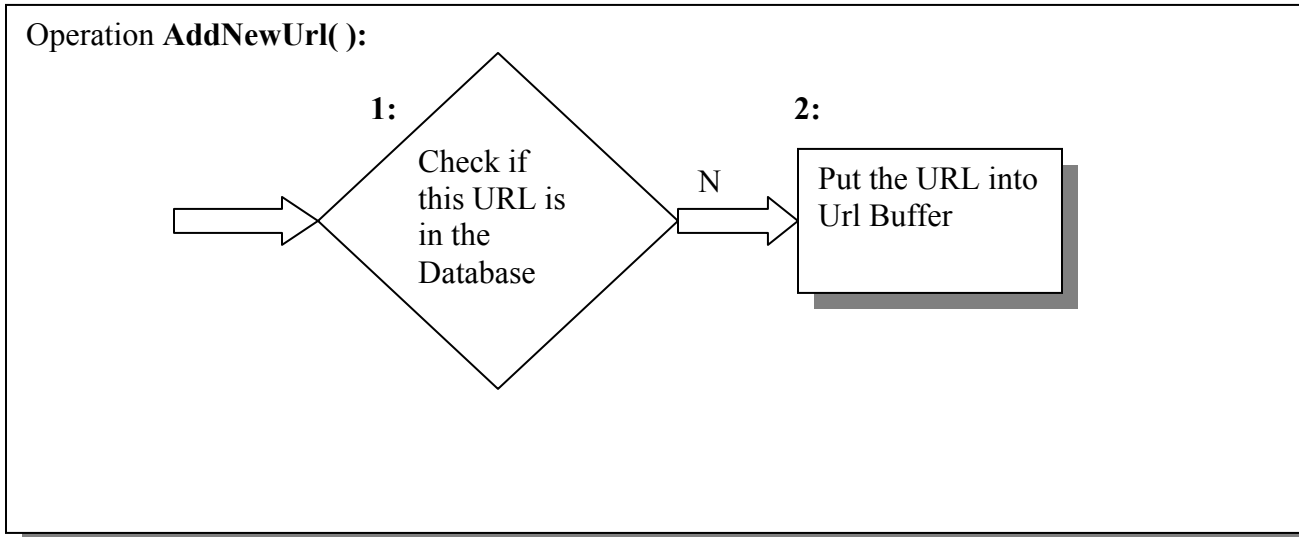 Operation AddNewUrl( ):
1:
Check if
this URL is
in the
Database
N
2:
Put the URL into
Url Buffer